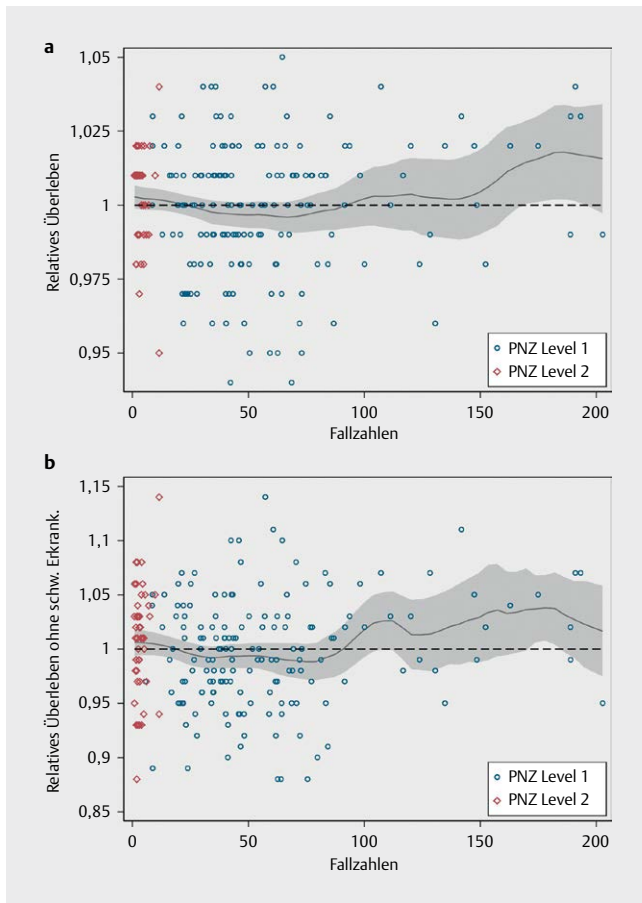 a
1,05
1,025
1
0,975
0,95
Relatives Überleben
0
50
100
150
200
Fallzahlen
PNZ Level 1
PNZ Level 2
b
1,15
1,1
1,05
1
0,95
0,9
0,85
Relatives Überleben ohne schw. Erkrank.
0
50
100
150
200
Fallzahlen
PNZ Level 1
PNZ Level 2